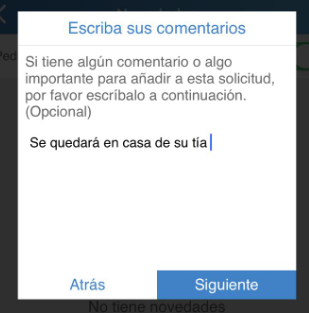 Escriba sus comentarios
Ped
Si tiene algún comentario o algo
importante para añadir a esta solicitud,
por favor escríbalo a continuación.
(Opcional)
Se quedará en casa de su tía
Atrás
Siguiente
No tiene novedades